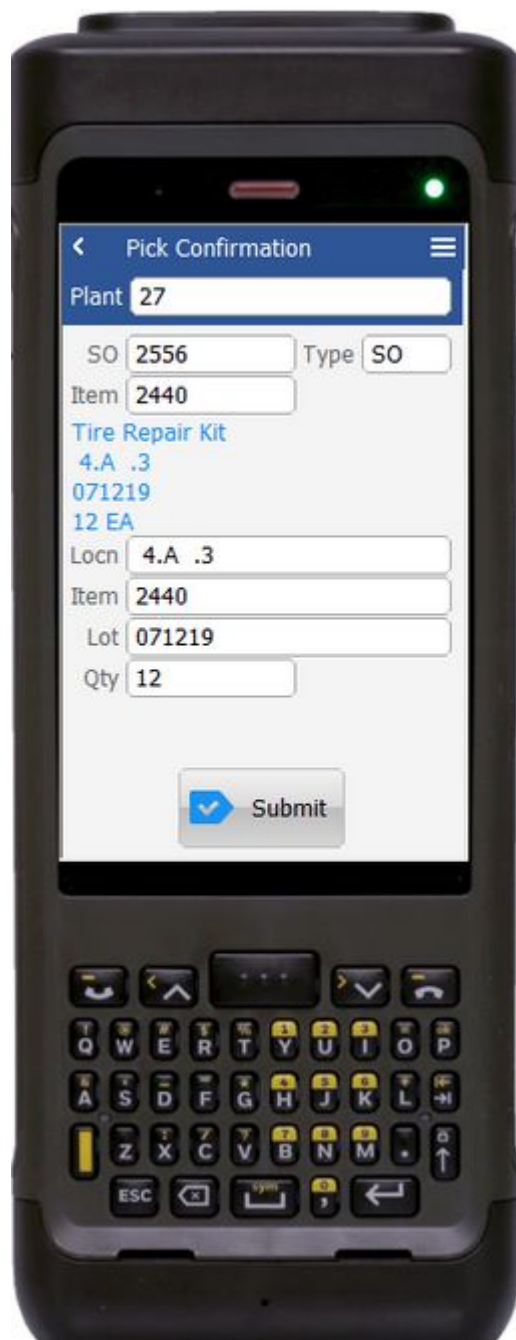 Pick Confirmation
Plant 27
SO 2556 Type SO
Item 2440
Tire Repair Kit
4.A .3
071219
12 EA
Locn 4.A .3
Item 2440
Lot 071219
Qty 12
Submit
Q W E R T Y U I O P
A S D F G H J K L
Z X C V B N M .
ESC sym ,